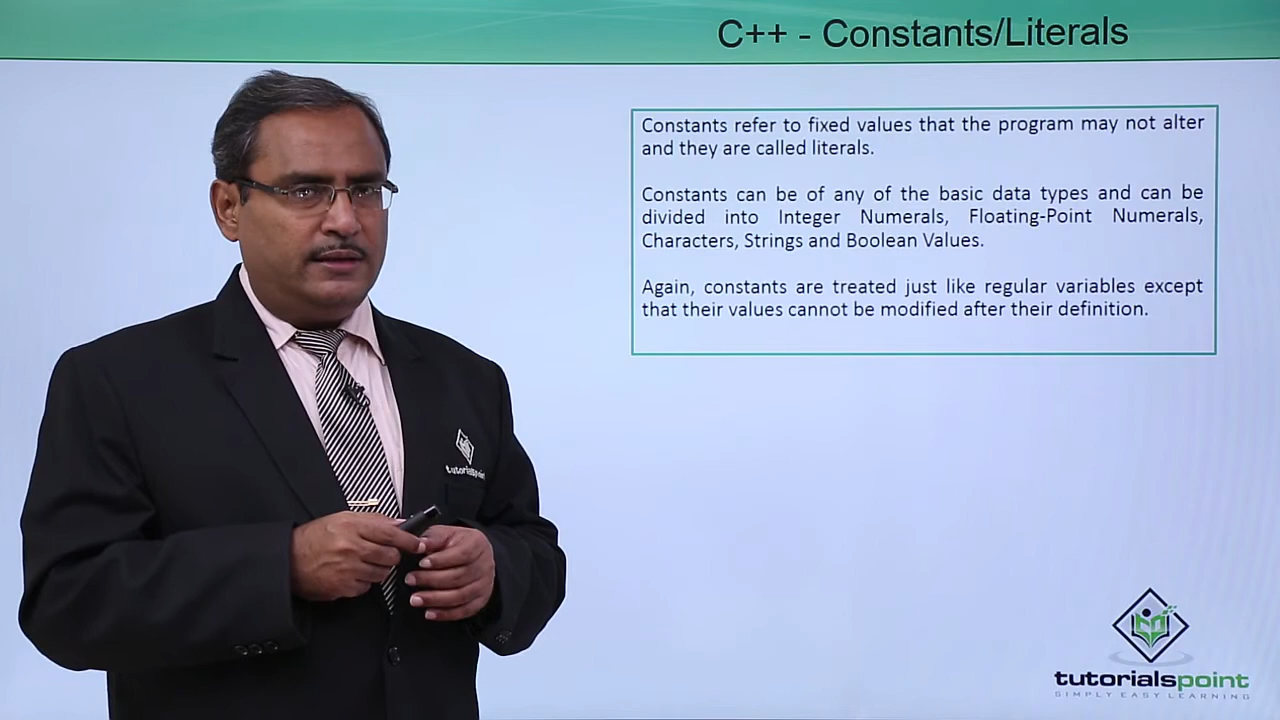 C++ - Constants/Literals
Constants refer to fixed values that the program may not alter
and they are called literals.
Constants can be of any of the basic data types and can be
divided into Integer Numerals, Floating-Point Numerals,
Characters, Strings and Boolean Values.
Again, constants are treated just like regular variables except
that their values cannot be modified after their definition.
tutorialspoint
tutorialspoint
SIMPLY EASY LEARNING